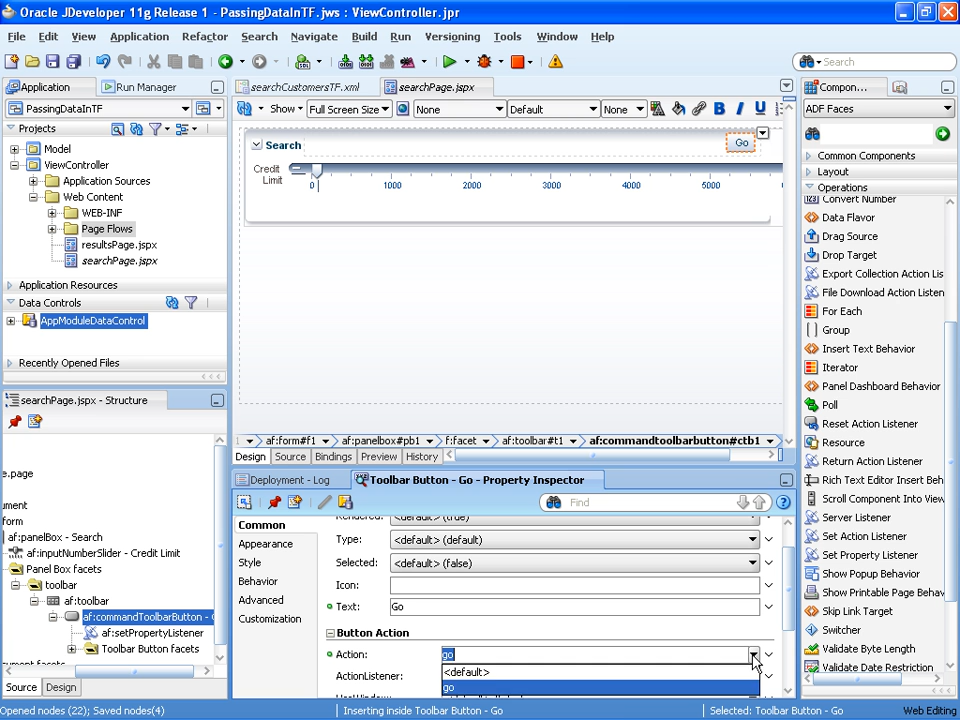 Oracle JDeveloper 11g Release 1 - PassingDataInTF.jws : ViewController.jpr
File Edit View Application Refactor Search Navigate Build Run Versioning Tools Window Help
Search
Application
Run Manager
PassingDataInTF
Projects
Model
ViewController
Application Sources
Web Content
WEB-INF
Page Flows
resultsPage.jspx
searchPage.jspx
Application Resources
Data Controls
AppModuleDataControl
Recently Opened Files
searchPage.jspx - Structure
e.page
ument
form
af:panelBox - Search
af:inputNumberSlider - Credit Limit
Panel Box facets
toolbar
af:toolbar
af:commandToolbarButton - G
af:setPropertyListener
Toolbar Button facets
Source Design
searchCustomersTF.xml
searchPage.jspx
Show Full Screen Size None Default None
Search
Go
Credit Limit
0 1000 2000 3000 4000 5000
af:form#f1 af:panelbox#pb1 f:facet af:toolbar#t1 af:commandtoolbarbutton#ctb1
Design Source Bindings Preview History
Deployment - Log
Toolbar Button - Go - Property Inspector
Find
Common
Appearance
Style
Behavior
Advanced
Customization
Rendered: <default> (true)
Type: <default> (default)
Selected: <default> (false)
Icon:
Text: Go
Button Action
Action: go
<default>
go
ActionListener:
Compon...
ADF Faces
Common Components
Layout
Operations
Convert Number
Data Flavor
Drag Source
Drop Target
Export Collection Action Lis
File Download Action Listen
For Each
Group
Insert Text Behavior
Iterator
Panel Dashboard Behavior
Poll
Reset Action Listener
Resource
Return Action Listener
Rich Text Editor Insert Beh
Scroll Component Into View
Server Listener
Set Action Listener
Set Property Listener
Show Popup Behavior
Show Printable Page Behav
Skip Link Target
Switcher
Validate Byte Length
Validate Date Restriction
Opened nodes (22); Saved nodes(4)
Inserting inside Toolbar Button - Go
Selected: Toolbar Button - Go
Web Editing